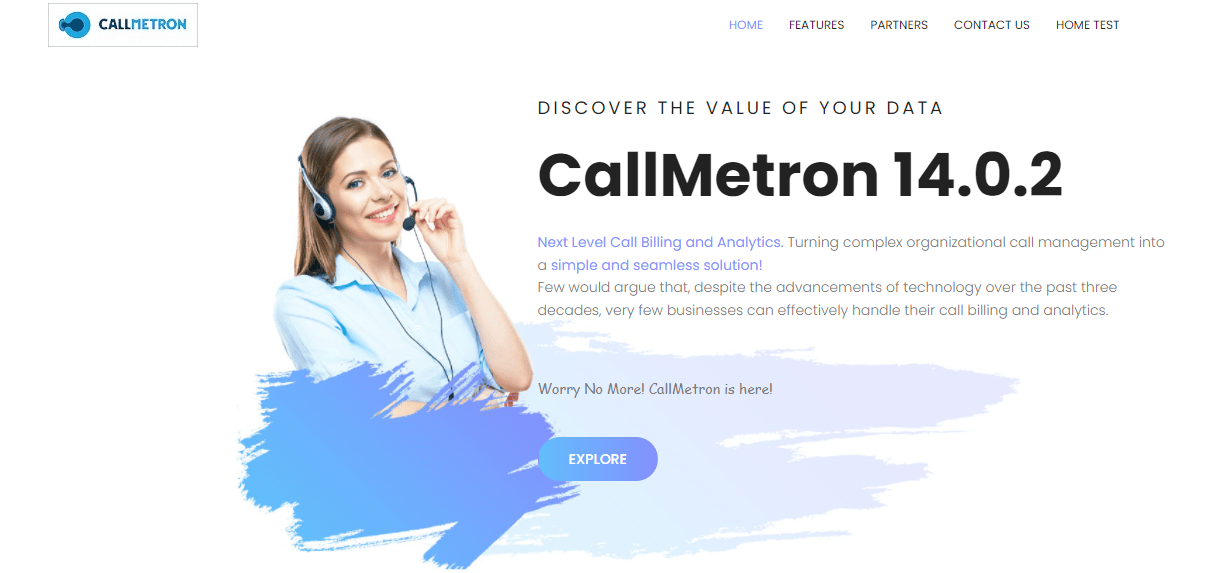 CALLMETRON
HOME FEATURES PARTNERS CONTACT US HOME TEST
DISCOVER THE VALUE OF YOUR DATA
CallMetron 14.0.2
Next Level Call Billing and Analytics. Turning complex organizational call management into
a simple and seamless solution!
Few would argue that, despite the advancements of technology over the past three
decades, very few businesses can effectively handle their call billing and analytics.
Worry No More! CallMetron is here!
EXPLORE